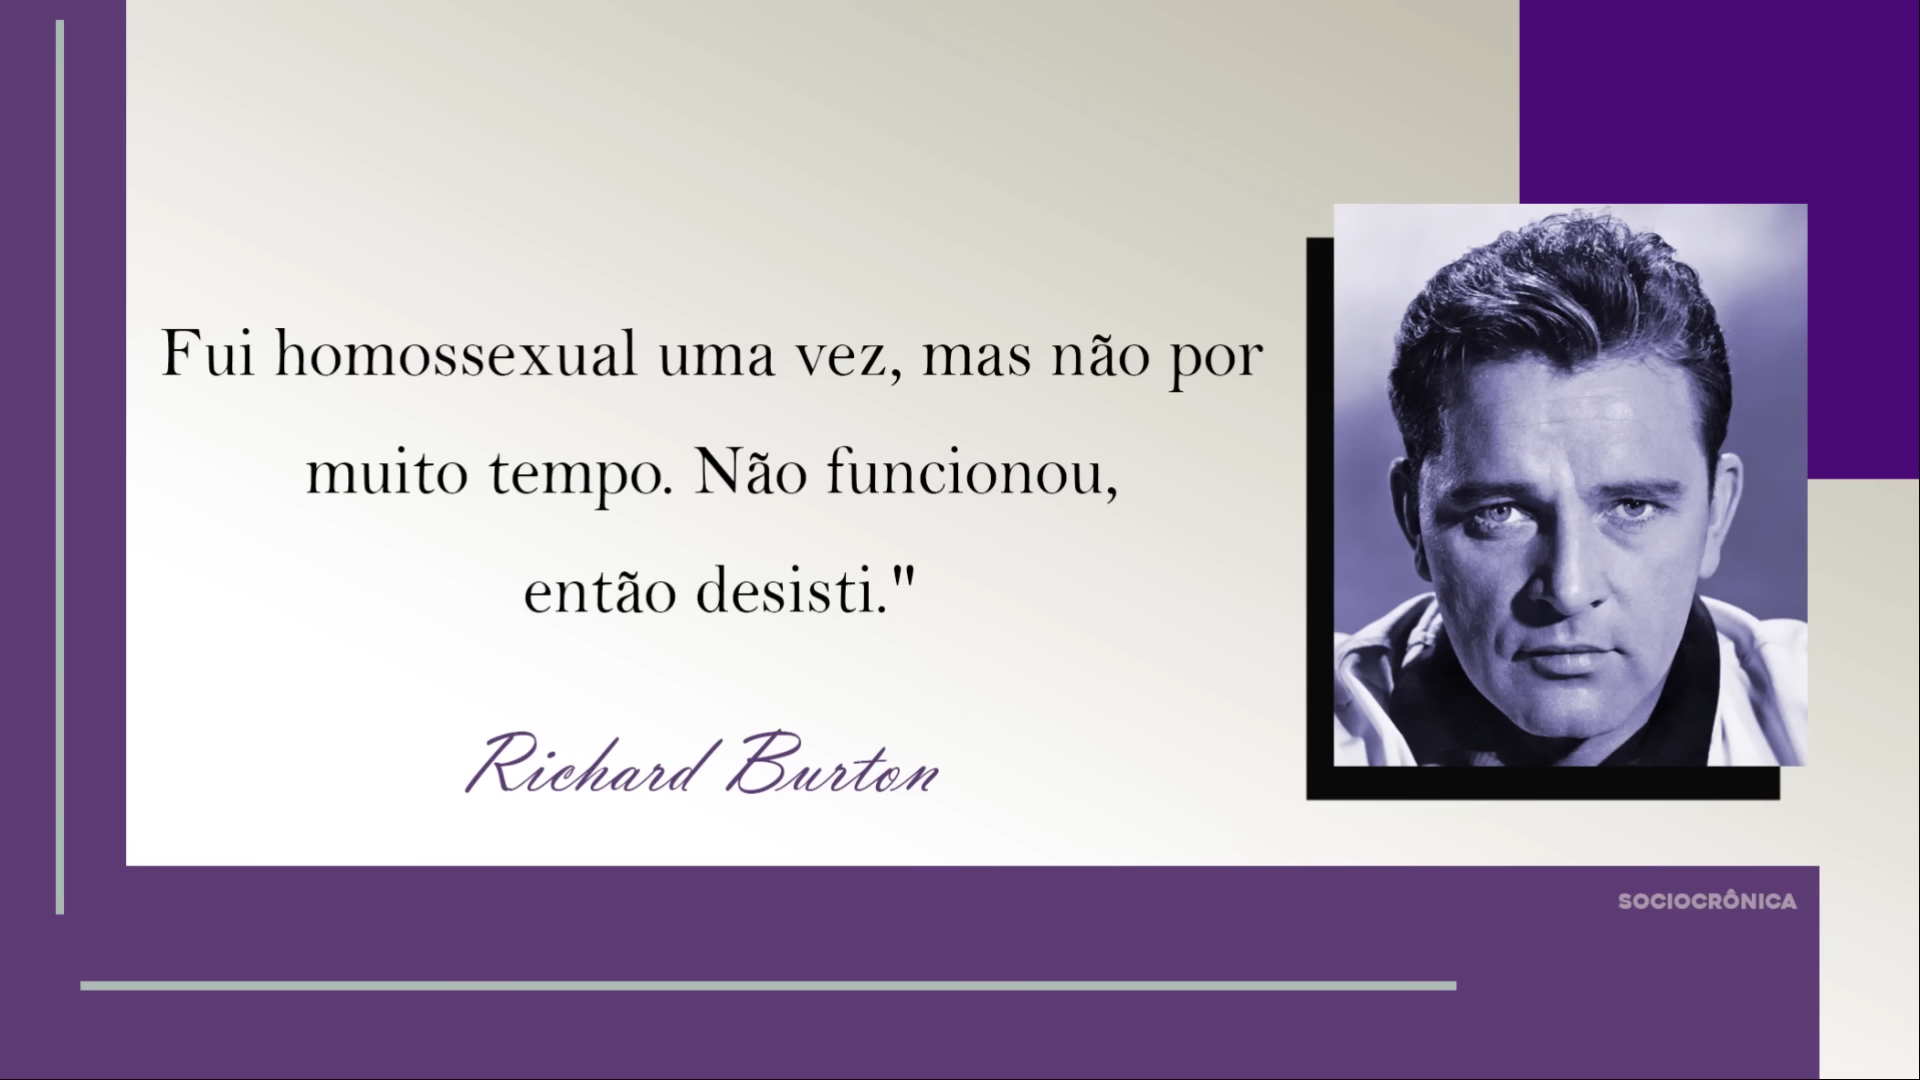 Fui homossexual uma vez, mas não por
muito tempo. Não funcionou,
então desisti."
Richard Burton
SOCIOCRÔNICA